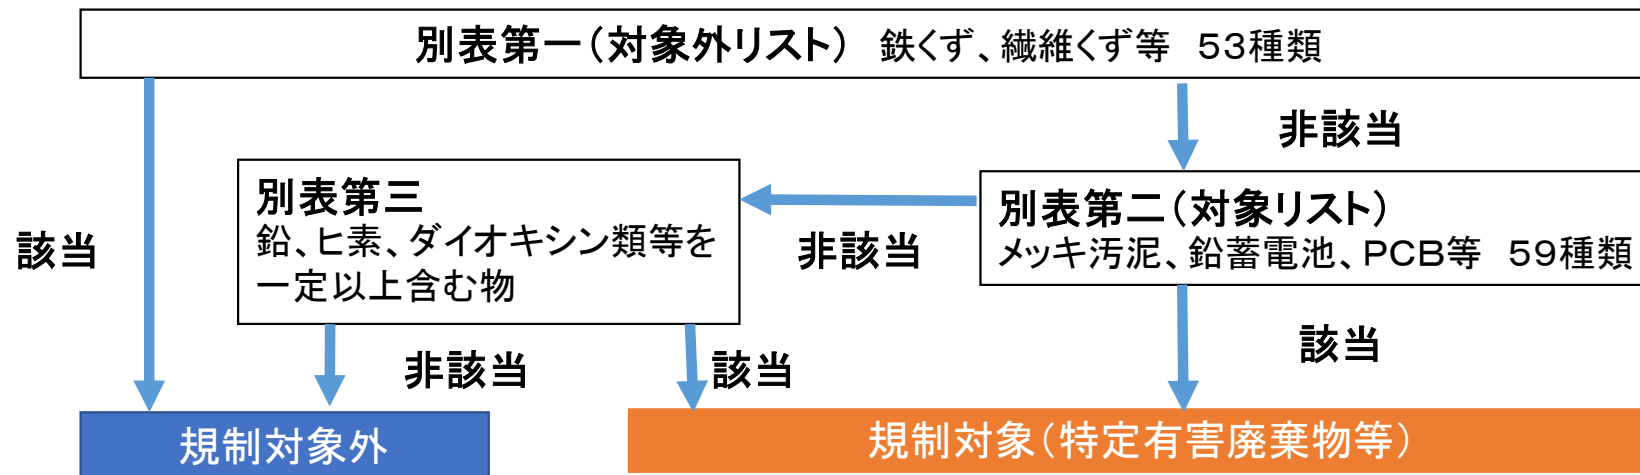 別表第一(対象外リスト) 鉄くず、繊維くず等 53種類
非該当
別表第三
鉛、ヒ素、ダイオキシン類等を
一定以上含む物
別表第二(対象リスト)
メッキ汚泥、鉛蓄電池、PCB等 59種類
該当
非該当
非該当
該当
該当
規制対象外
規制対象(特定有害廃棄物等)